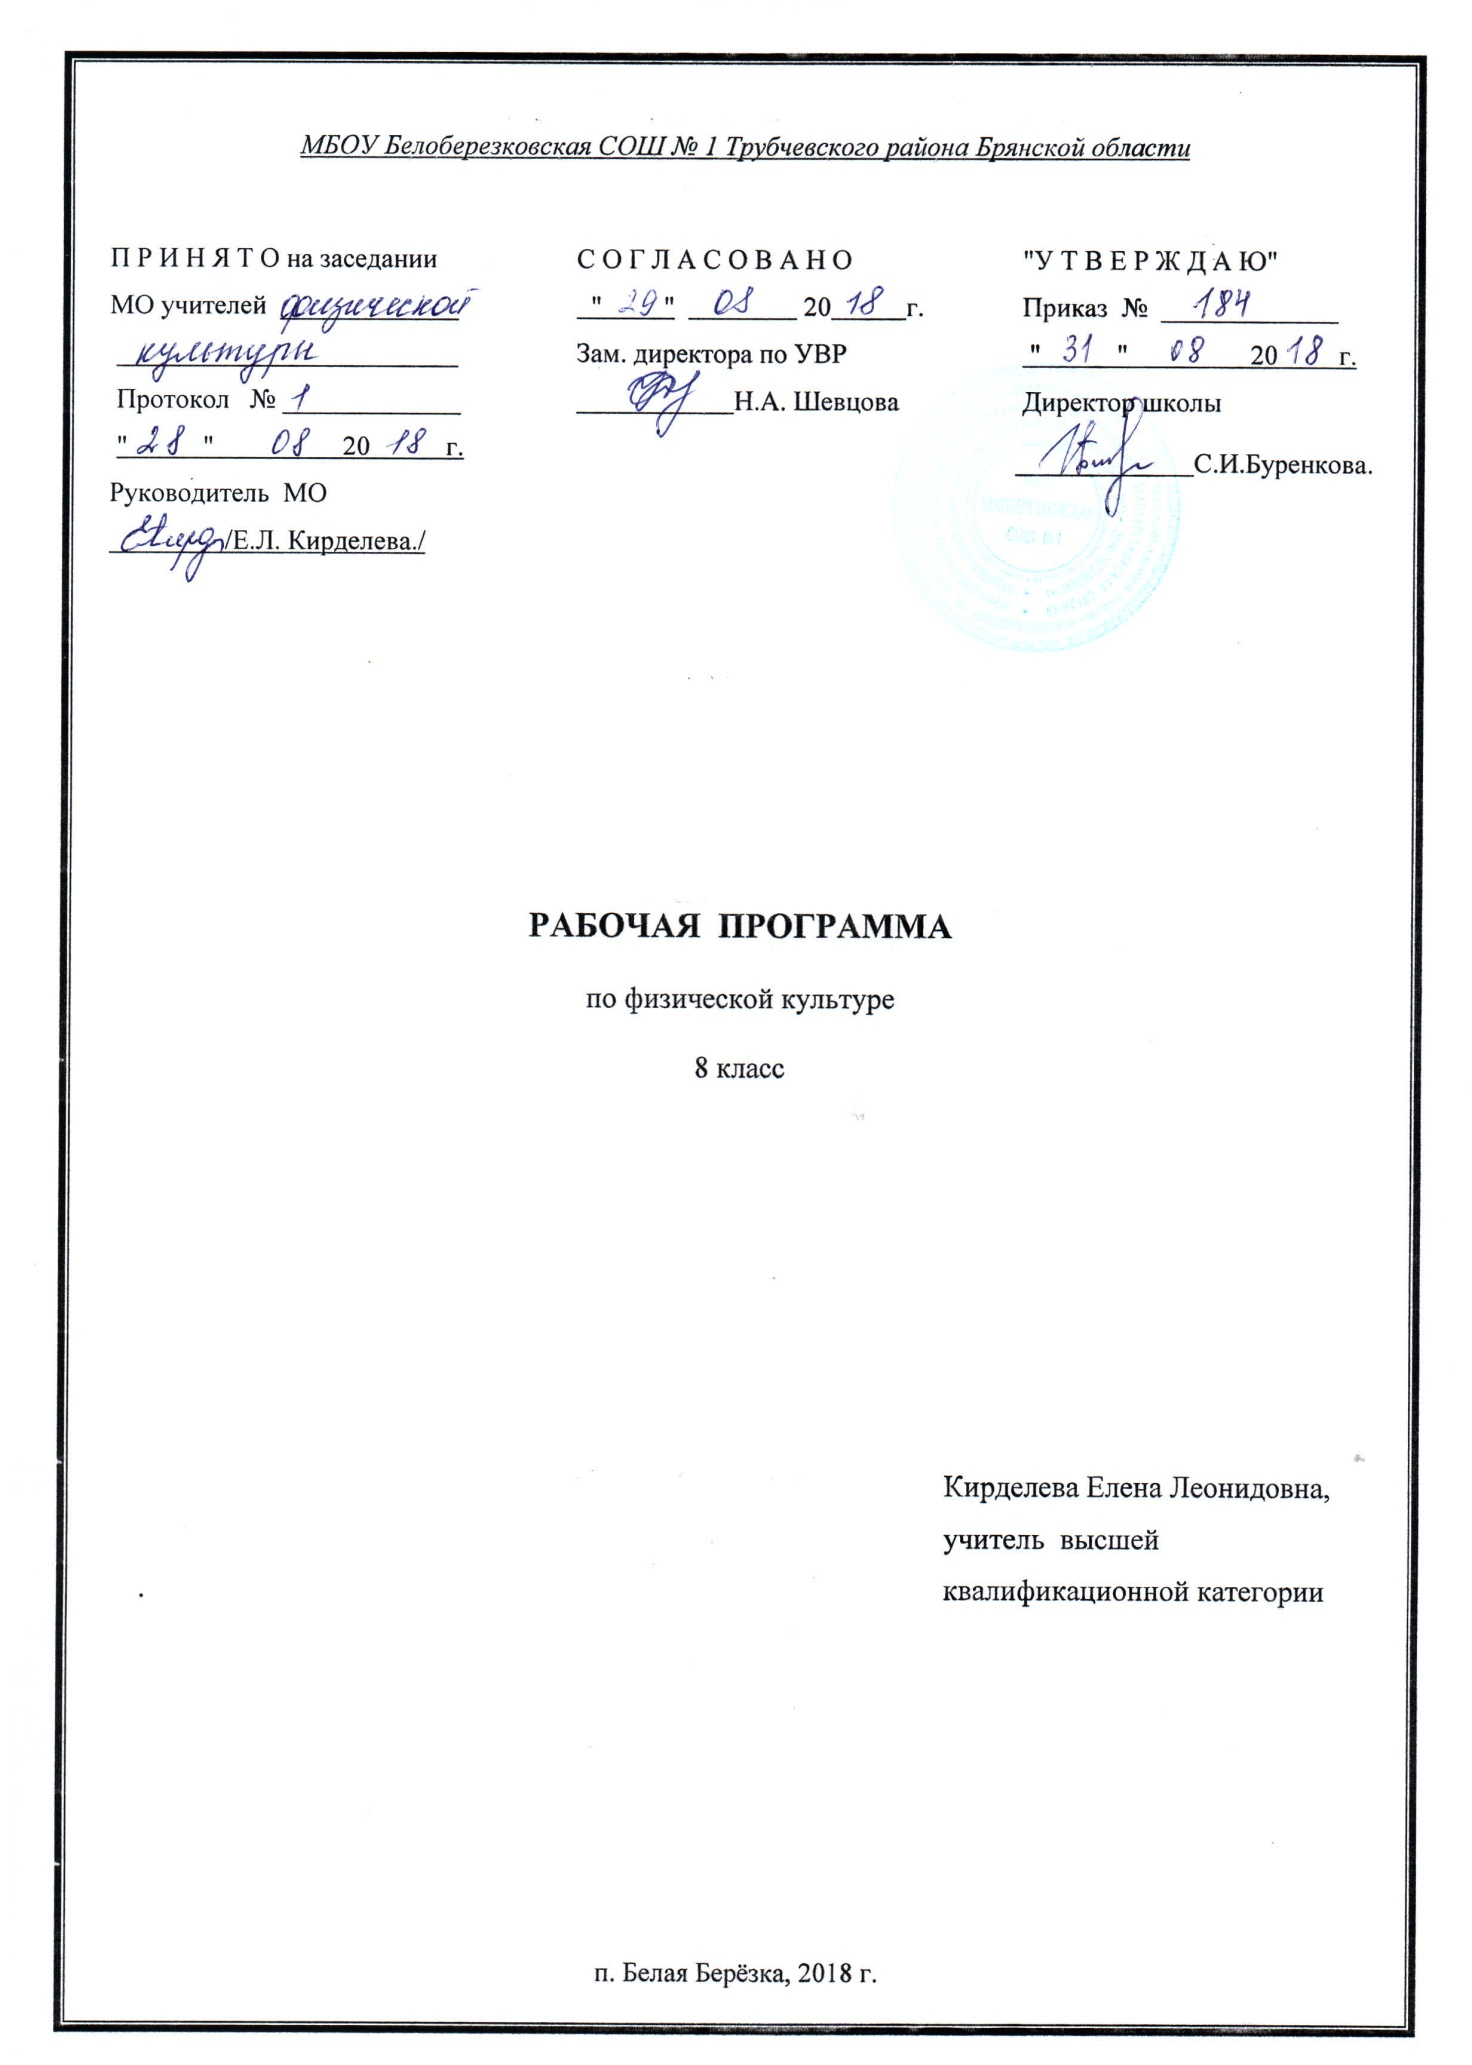 МБОУ Белоберезковская СОШ № 1 Трубчевского района Брянской области
П Р И Н Я Т О на заседании
МО учителей физической
культуры
Протокол № 1
" 28 " 08 20 18 г.
Руководитель МО
/Е.Л. Кирделева./
С О Г Л А С О В А Н О
" 29 " 08 20 18 г.
Зам. директора по УВР
Н.А. Шевцова
"У Т В Е Р Ж Д А Ю"
Приказ № 184
" 31 " 08 20 18 г.
Директор школы
С.И.Буренкова.
СОШ №1
РАБОЧАЯ ПРОГРАММА
по физической культуре
8 класс
Кирделева Елена Леонидовна,
учитель высшей
квалификационной категории
п. Белая Берёзка, 2018 г.